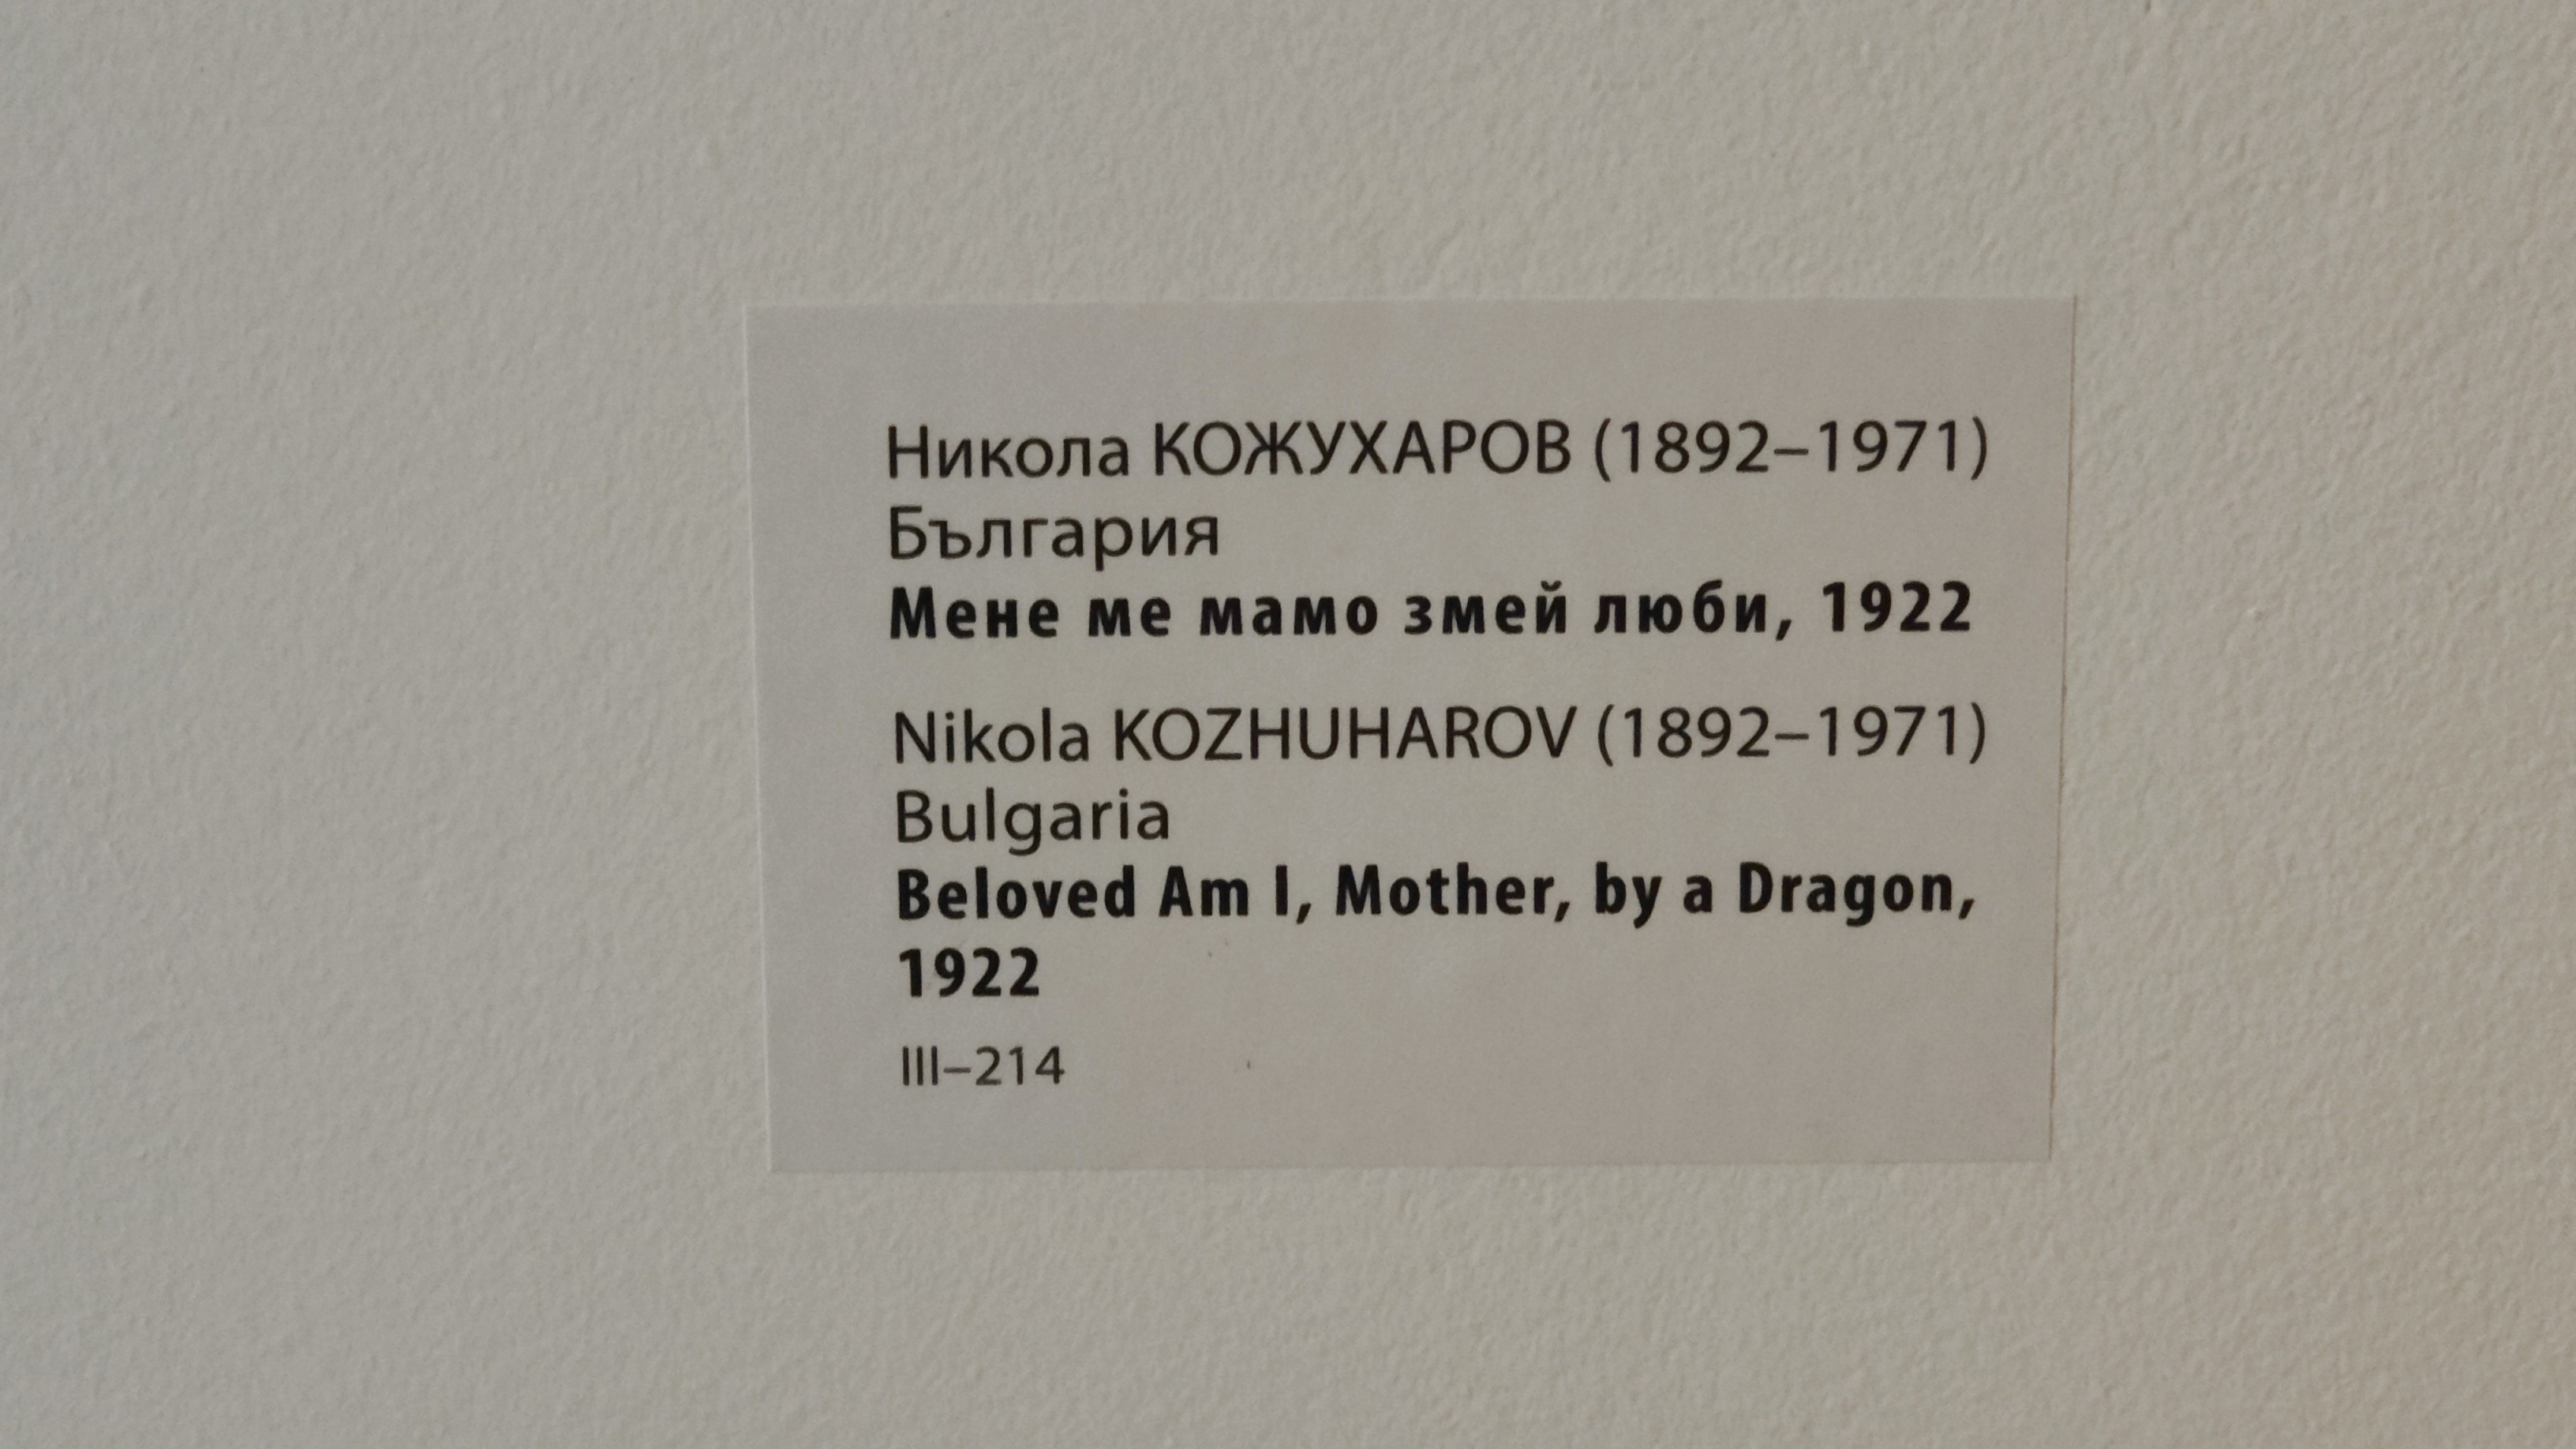 Никола КОЖУХАРОВ (1892–1971)
България
Мене ме мамо змей люби, 1922
Nikola KOZHUHAROV (1892–1971)
Bulgaria
Beloved Am I, Mother, by a Dragon,
1922
III–214